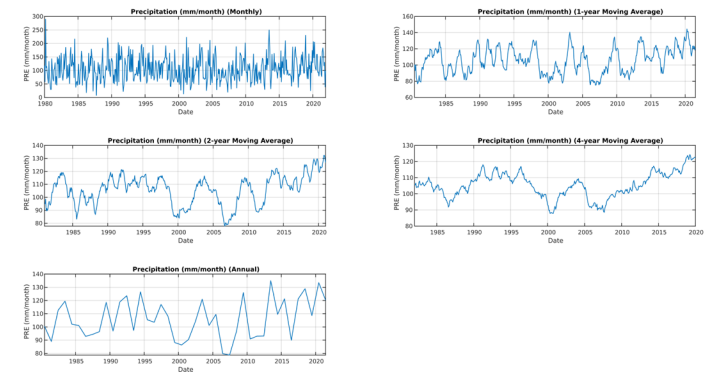 Precipitation (mm/month) (Monthly)
PRE (mm/month)
300
250
200
150
100
50
0
1980 1985 1990 1995 2000 2005 2010 2015 2020
Date
Precipitation (mm/month) (1-year Moving Average)
PRE (mm/month)
160
140
120
100
80
60
1985 1990 1995 2000 2005 2010 2015 2020
Date
Precipitation (mm/month) (2-year Moving Average)
PRE (mm/month)
140
130
120
110
100
90
80
1985 1990 1995 2000 2005 2010 2015 2020
Date
Precipitation (mm/month) (4-year Moving Average)
PRE (mm/month)
130
120
110
100
90
80
1985 1990 1995 2000 2005 2010 2015 2020
Date
Precipitation (mm/month) (Annual)
PRE (mm/month)
140
130
120
110
100
90
80
1985 1990 1995 2000 2005 2010 2015 2020
Date